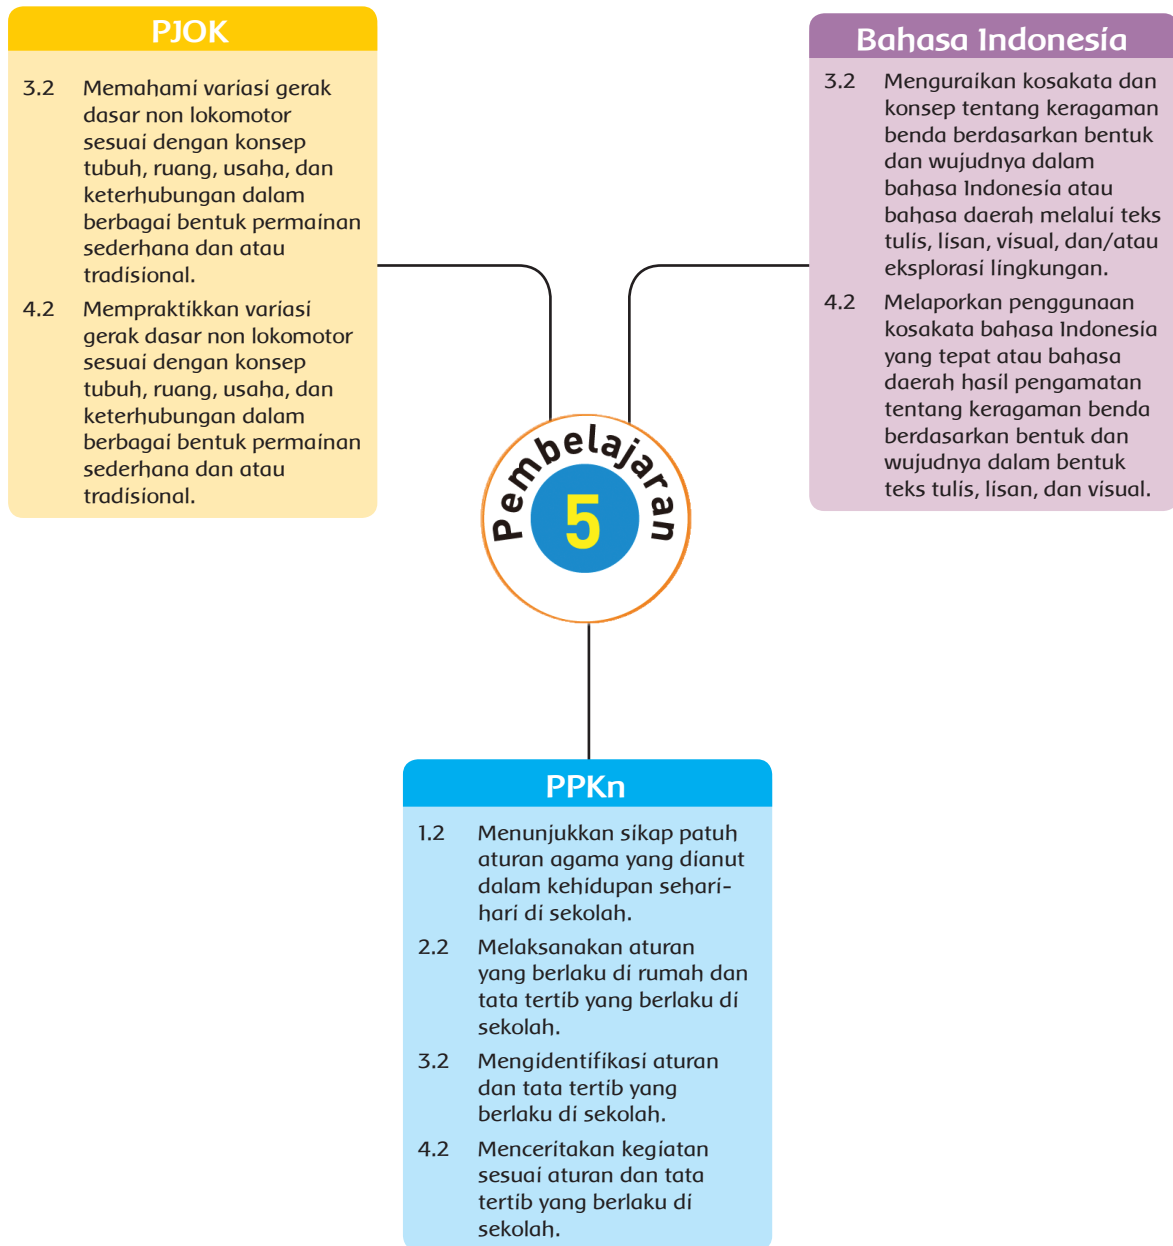 PJOK
3.2 Memahami variasi gerak
dasar non lokomotor
sesuai dengan konsep
tubuh, ruang, usaha, dan
keterhubungan dalam
berbagai bentuk permainan
sederhana dan atau
tradisional.
4.2 Mempraktikkan variasi
gerak dasar non lokomotor
sesuai dengan konsep
tubuh, ruang, usaha, dan
keterhubungan dalam
berbagai bentuk permainan
sederhana dan atau
tradisional.
Bahasa Indonesia
3.2 Menguraikan kosakata dan
konsep tentang keragaman
benda berdasarkan bentuk
dan wujudnya dalam
bahasa Indonesia atau
bahasa daerah melalui teks
tulis, lisan, visual, dan/atau
eksplorasi lingkungan.
4.2 Melaporkan penggunaan
kosakata bahasa Indonesia
yang tepat atau bahasa
daerah hasil pengamatan
tentang keragaman benda
berdasarkan bentuk dan
wujudnya dalam bentuk
teks tulis, lisan, dan visual.
Pembelajaran
5
PPKn
1.2 Menunjukkan sikap patuh
aturan agama yang dianut
dalam kehidupan sehari-
hari di sekolah.
2.2 Melaksanakan aturan
yang berlaku di rumah dan
tata tertib yang berlaku di
sekolah.
3.2 Mengidentifikasi aturan
dan tata tertib yang
berlaku di sekolah.
4.2 Menceritakan kegiatan
sesuai aturan dan tata
tertib yang berlaku di
sekolah.